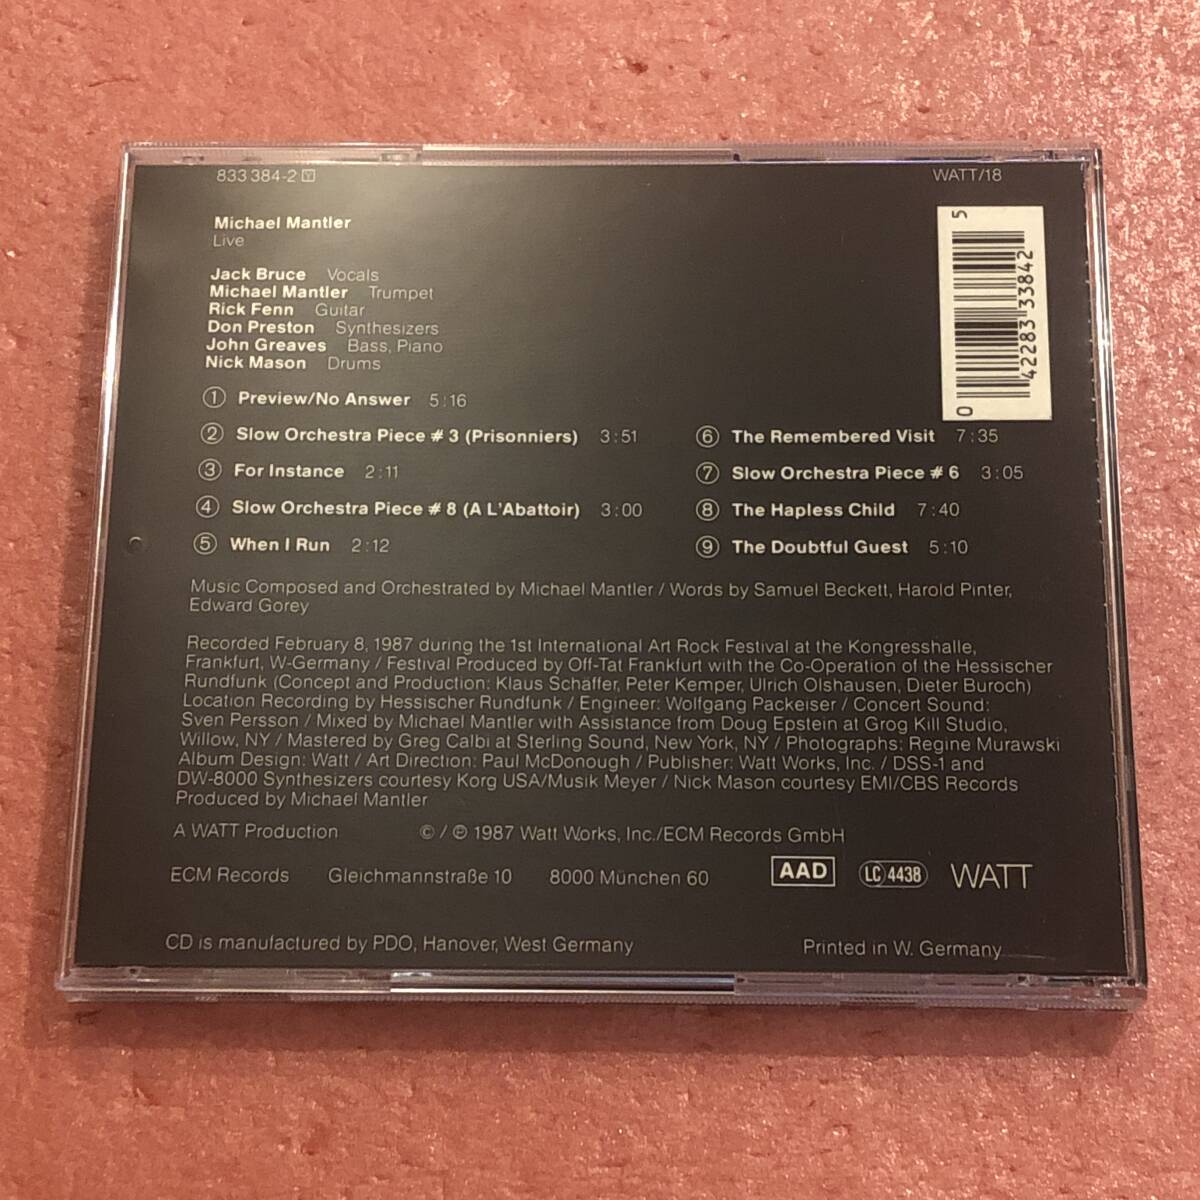 833 384-2 Y
WATT/18
Michael Mantler
Live
Jack Bruce Vocals
Michael Mantler Trumpet
Rick Fenn Guitar
Don Preston Synthesizers
John Greaves Bass, Piano
Nick Mason Drums
① Preview/No Answer 5:16
② Slow Orchestra Piece # 3 (Prisonniers) 3:51
③ For Instance 2:11
④ Slow Orchestra Piece # 8 (A L'Abattoir) 3:00
⑤ When I Run 2:12
⑥ The Remembered Visit 7:35
⑦ Slow Orchestra Piece # 6 3:05
⑧ The Hapless Child 7:40
⑨ The Doubtful Guest 5:10
0 42283 33842 5
Music Composed and Orchestrated by Michael Mantler / Words by Samuel Beckett, Harold Pinter,
Edward Gorey
Recorded February 8, 1987 during the 1st International Art Rock Festival at the Kongresshalle,
Frankfurt, W-Germany / Festival Produced by Off-Tat Frankfurt with the Co-Operation of the Hessischer
Rundfunk (Concept and Production: Klaus Schäffer, Peter Kemper, Ulrich Olshausen, Dieter Buroch)
Location Recording by Hessischer Rundfunk / Engineer: Wolfgang Packeiser / Concert Sound:
Sven Persson / Mixed by Michael Mantler with Assistance from Doug Epstein at Grog Kill Studio,
Willow, NY / Mastered by Greg Calbi at Sterling Sound, New York, NY / Photographs: Regine Murawski
Album Design: Watt / Art Direction: Paul McDonough / Publisher: Watt Works, Inc. / DSS-1 and
DW-8000 Synthesizers courtesy Korg USA/Musik Meyer / Nick Mason courtesy EMI/CBS Records
Produced by Michael Mantler
A WATT Production © / ℗ 1987 Watt Works, Inc./ECM Records GmbH
ECM Records Gleichmannstraße 10 8000 München 60 AAD LC 4438 WATT
CD is manufactured by PDO, Hanover, West Germany
Printed in W. Germany